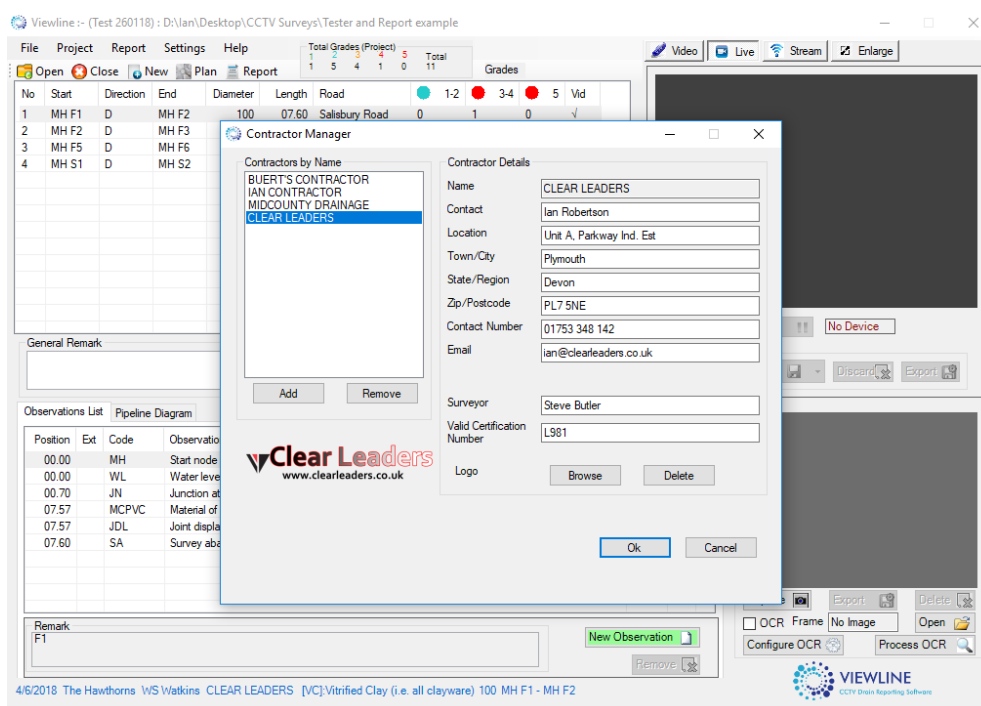 Viewline :- (Test 260118) : D:\Ian\Desktop\CCTV Surveys\Tester and Report example
File Project Report Settings Help
Total Grades (Project)
1 2 3 4 5 Total
1 5 4 1 0 11
Grades
Video Live Stream Enlarge
Open Close New Plan Report
No Start Direction End Diameter Length Road 1-2 3-4 5 Vid
1 MH F1 D MH F2 100 07.60 Salisbury Road 0 1 0 √
2 MH F2 D MH F3
3 MH F5 D MH F6
4 MH S1 D MH S2
Contractor Manager
Contractors by Name
BUERT'S CONTRACTOR
IAN CONTRACTOR
MIDCOUNTY DRAINAGE
CLEAR LEADERS
Add Remove
Clear Leaders
www.clearleaders.co.uk
Contractor Details
Name CLEAR LEADERS
Contact Ian Robertson
Location Unit A, Parkway Ind. Est
Town/City Plymouth
State/Region Devon
Zip/Postcode PL7 5NE
Contact Number 01753 348 142
Email ian@clearleaders.co.uk
Surveyor Steve Butler
Valid Certification
Number L981
Logo Browse Delete
Ok Cancel
No Device
Discard Export
General Remark
Observations List Pipeline Diagram
Position Ext Code Observatio
00.00 MH Start node
00.00 WL Water leve
00.70 JN Junction at
07.57 MCPVC Material of
07.57 JDL Joint displa
07.60 SA Survey aba
Export Delete
OCR Frame No Image Open
Configure OCR Process OCR
Remark
F1
New Observation
Remove
4/6/2018 The Hawthorns WS Watkins CLEAR LEADERS [VC]:Vitrified Clay (i.e. all clayware) 100 MH F1 - MH F2
VIEWLINE
CCTV Drain Reporting Software